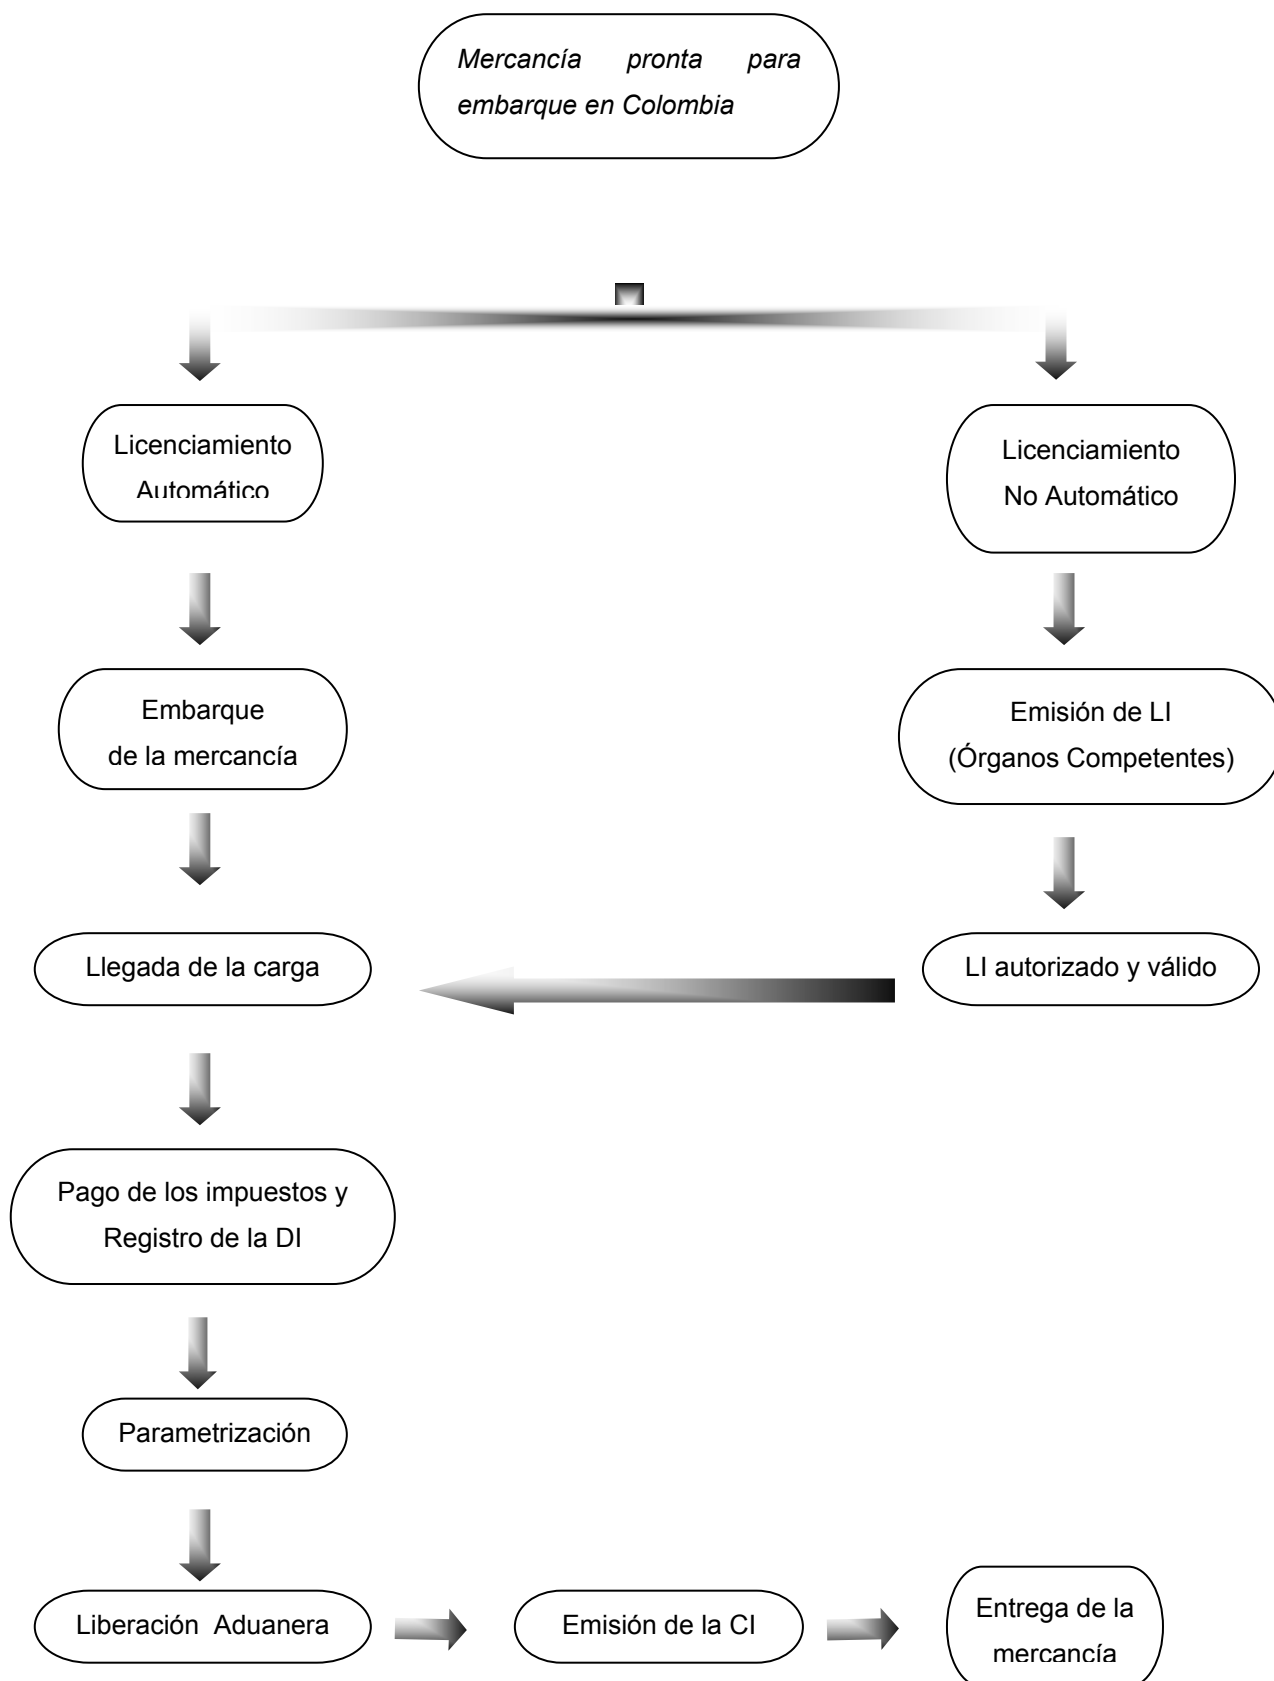 Mercancía pronta para
embarque en Colombia
Licenciamiento
Automático
Licenciamiento
No Automático
Embarque
de la mercancía
Emisión de LI
(Órganos Competentes)
Llegada de la carga
LI autorizado y válido
Pago de los impuestos y
Registro de la DI
Parametrización
Liberación Aduanera
Emisión de la CI
Entrega de la
mercancía